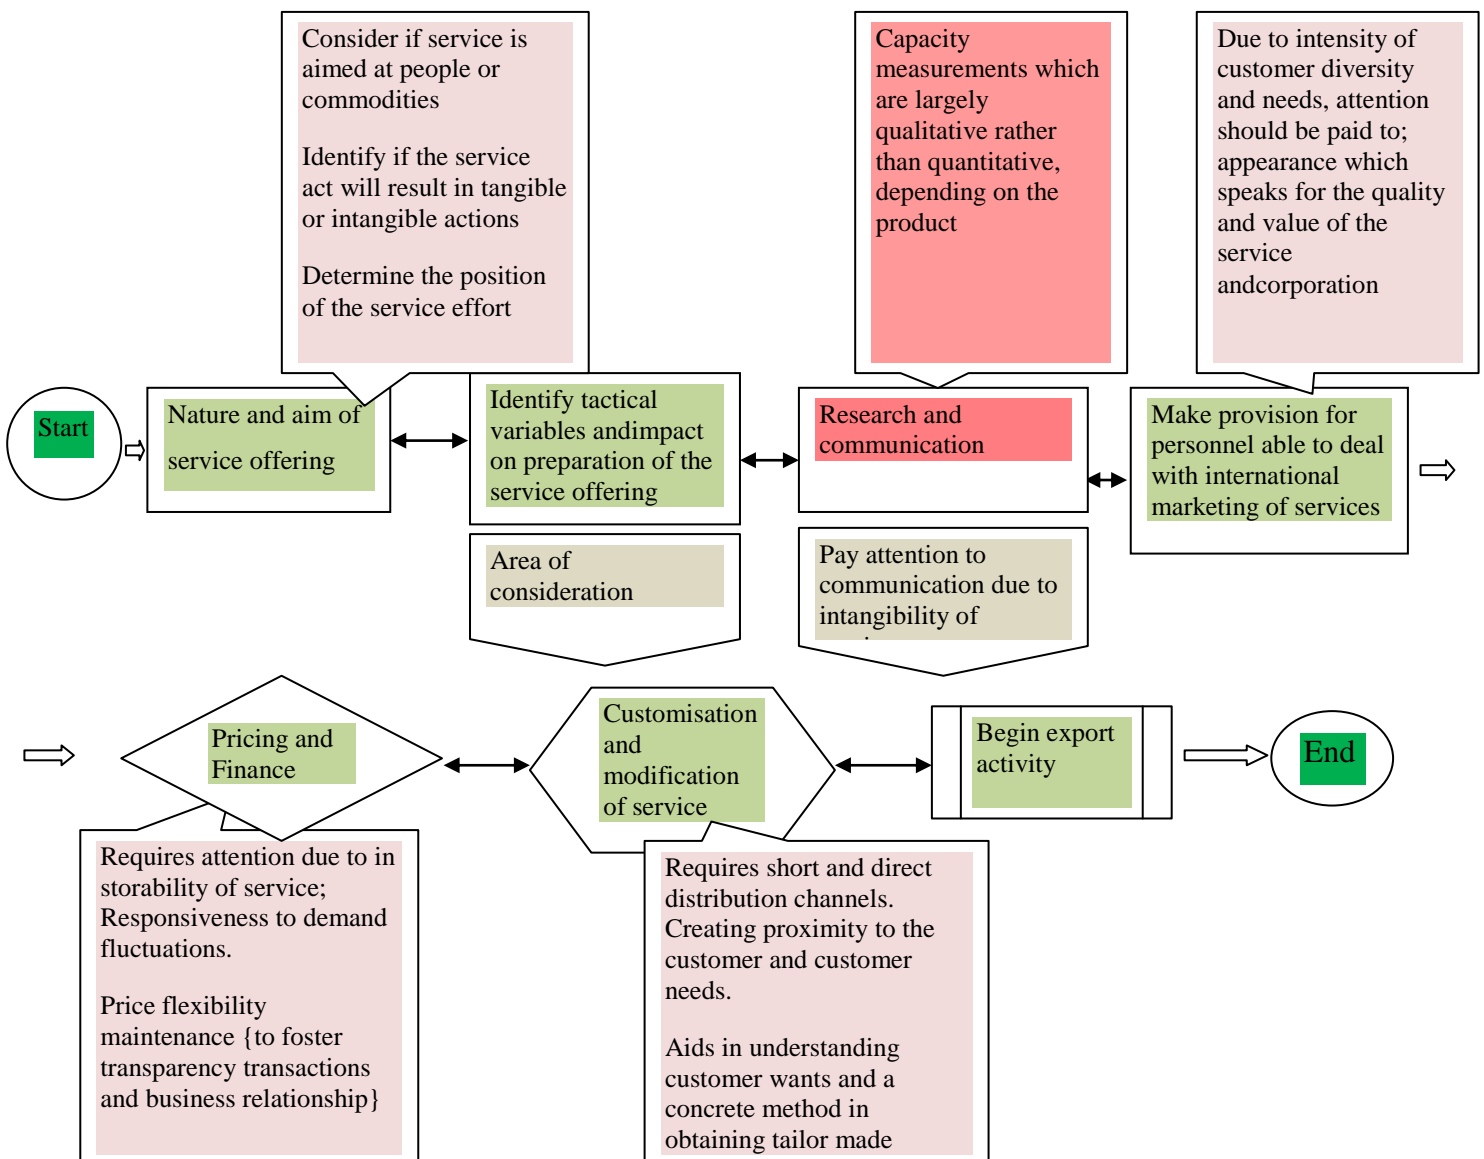 Consider if service is
aimed at people or
commodities
Identify if the service
act will result in tangible
or intangible actions
Determine the position
of the service effort
Capacity
measurements which
are largely
qualitative rather
than quantitative,
depending on the
product
Due to intensity of
customer diversity
and needs, attention
should be paid to;
appearance which
speaks for the quality
and value of the
service
andcorporation
Start
Nature and aim of
service offering
Identify tactical
variables andimpact
on preparation of the
service offering
Research and
communication
Make provision for
personnel able to deal
with international
marketing of services
Area of
consideration
Pay attention to
communication due to
intangibility of
Pricing and
Finance
Customisation
and
modification
of service
Begin export
activity
End
Requires attention due to in
storability of service;
Responsiveness to demand
fluctuations.
Price flexibility
maintenance {to foster
transparency transactions
and business relationship}
Requires short and direct
distribution channels.
Creating proximity to the
customer and customer
needs.
Aids in understanding
customer wants and a
concrete method in
obtaining tailor made